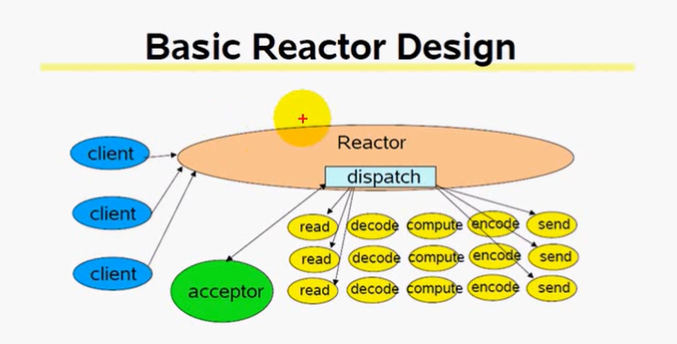 Basic Reactor Design
Reactor
client
dispatch
client
read decode compute encode send
read decode compute encode send
client
acceptor
read decode compute encode send